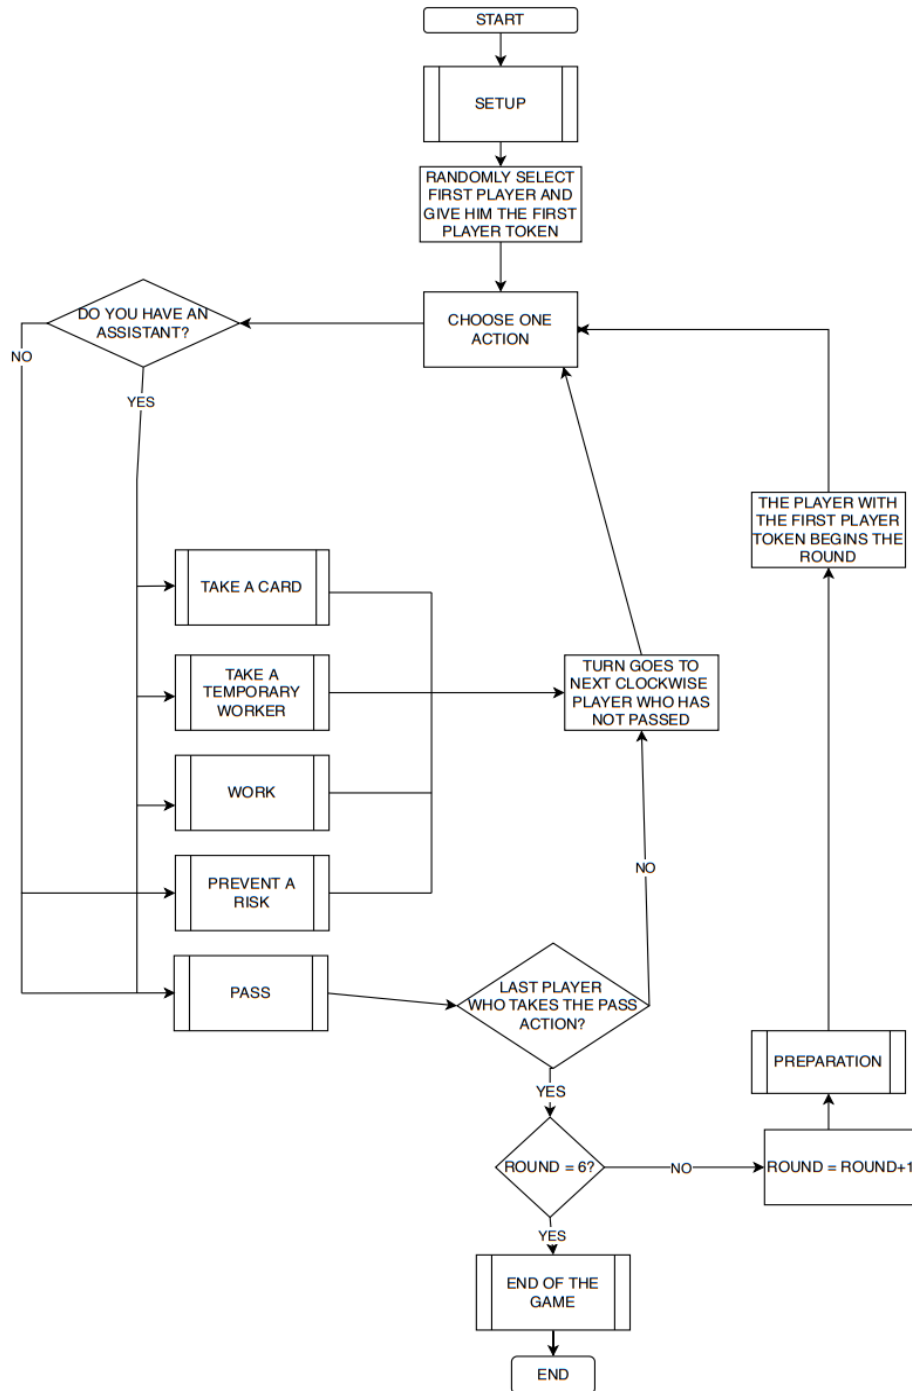 START
SETUP
RANDOMLY SELECT
FIRST PLAYER AND
GIVE HIM THE FIRST
PLAYER TOKEN
DO YOU HAVE AN
ASSISTANT?
CHOOSE ONE
ACTION
NO
YES
THE PLAYER WITH
THE FIRST PLAYER
TOKEN BEGINS THE
ROUND
TAKE A CARD
TAKE A
TEMPORARY
WORKER
TURN GOES TO
NEXT CLOCKWISE
PLAYER WHO HAS
NOT PASSED
WORK
PREVENT A
RISK
NO
PASS
LAST PLAYER
WHO TAKES THE PASS
ACTION?
PREPARATION
YES
ROUND = 6?
NO
ROUND = ROUND+1
YES
END OF THE
GAME
END